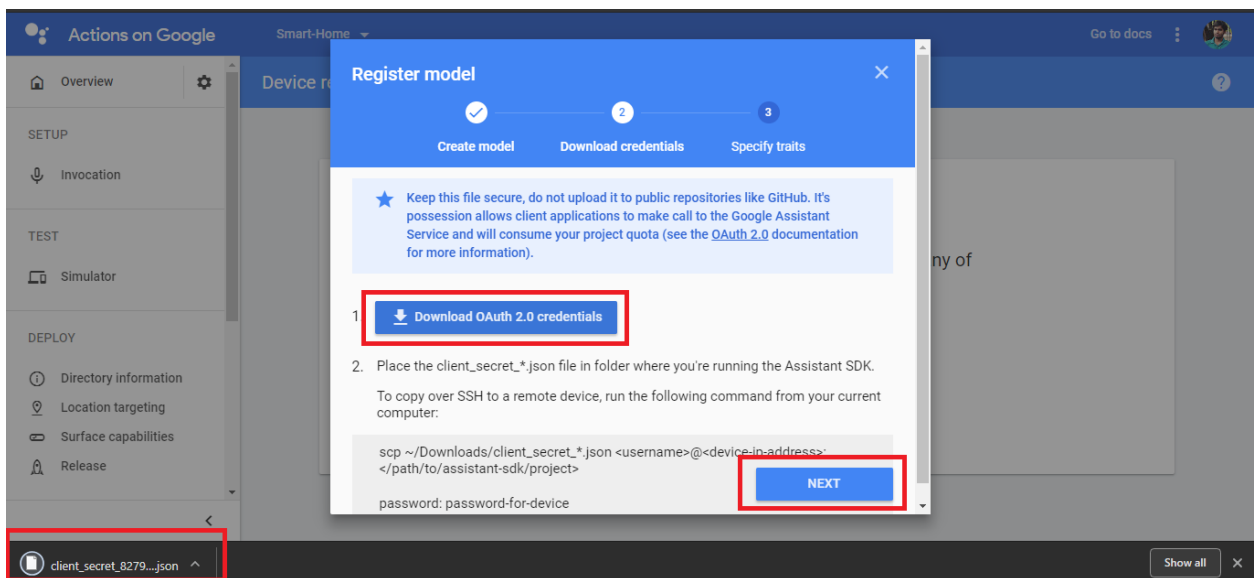 Actions on Google
Smart-Home
Go to docs
Overview
Device re
Register model
2
3
Create model
Download credentials
Specify traits
SETUP
Invocation
Keep this file secure, do not upload it to public repositories like GitHub. It's
possession allows client applications to make call to the Google Assistant
Service and will consume your project quota (see the OAuth 2.0 documentation
for more information).
TEST
Simulator
ny of
1
Download OAuth 2.0 credentials
DEPLOY
Directory information
Location targeting
Surface capabilities
Release
2. Place the client_secret_*.json file in folder where you're running the Assistant SDK.
To copy over SSH to a remote device, run the following command from your current
computer:
scp ~/Downloads/client_secret_*.json <username>@<device-ip-address>:
</path/to/assistant-sdk/project>
password: password-for-device
NEXT
client_secret_8279....json
Show all